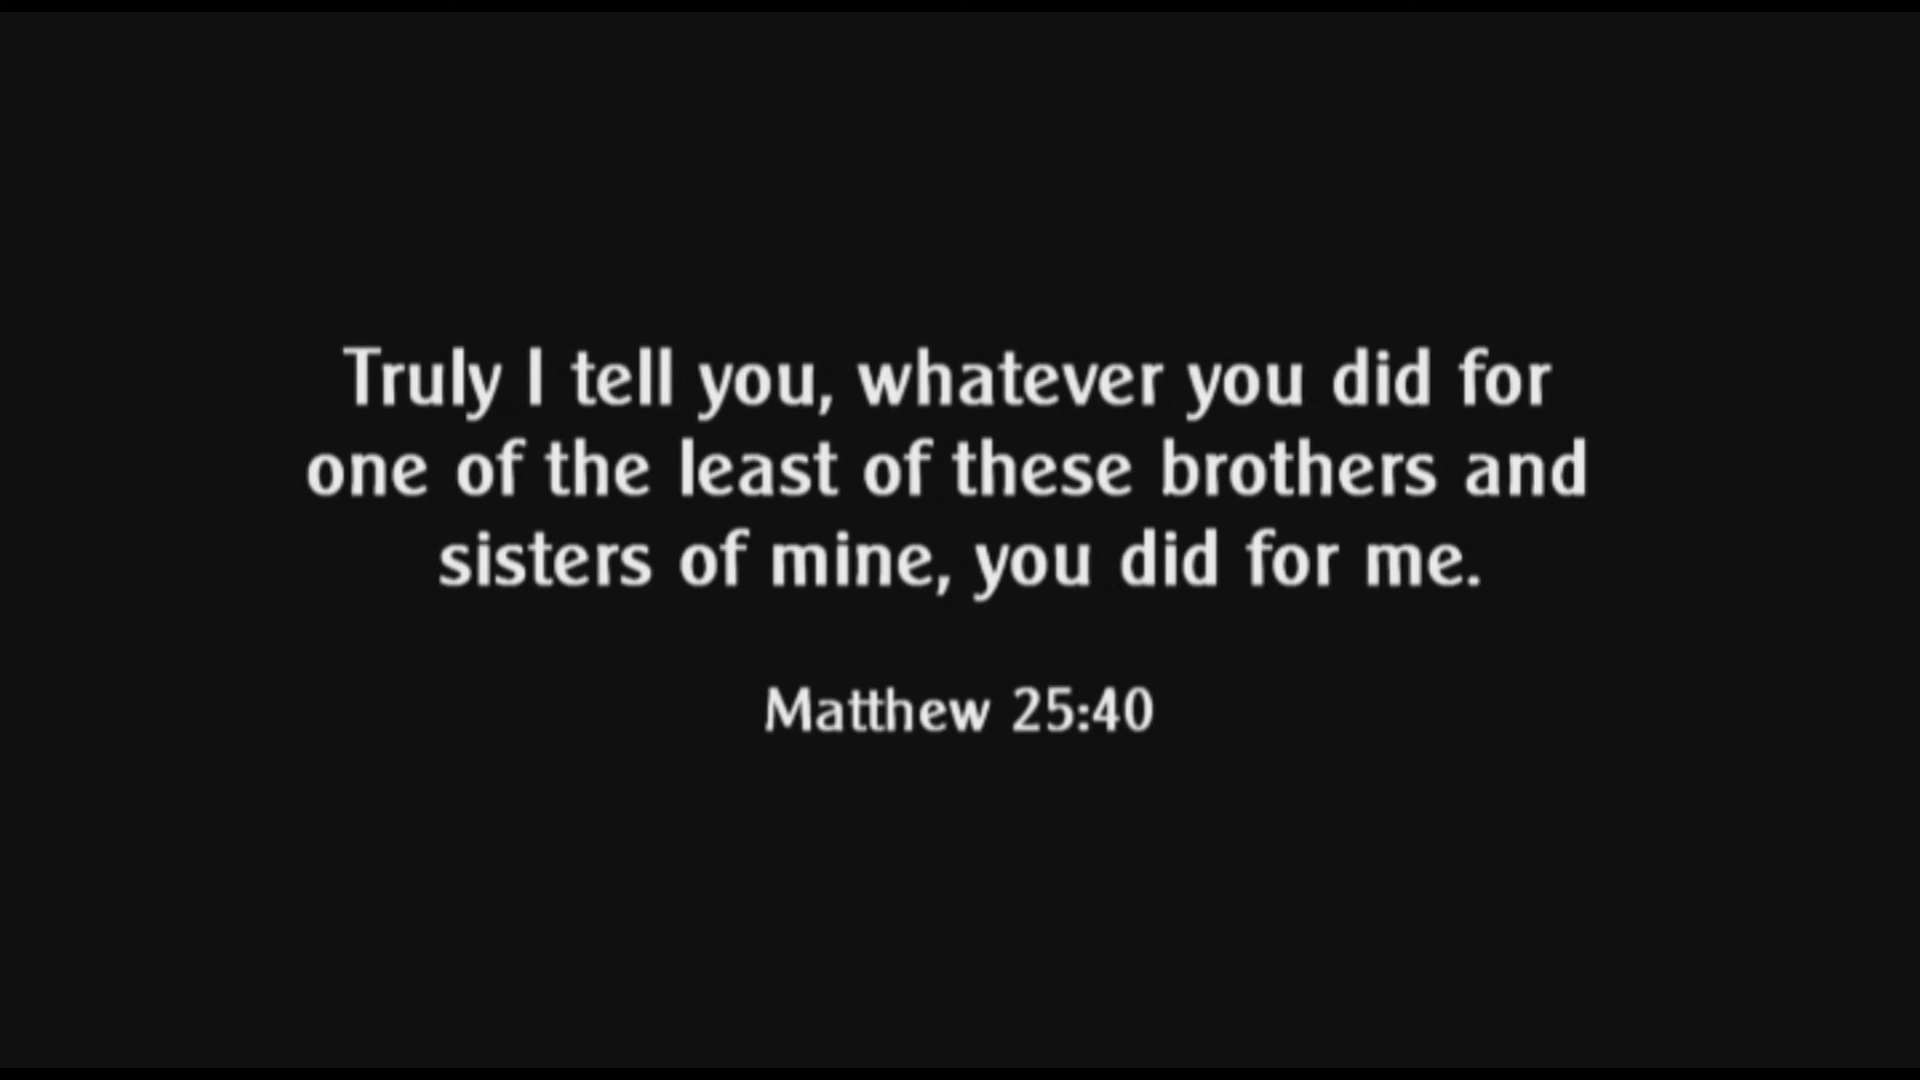 Truly I tell you, whatever you did for
one of the least of these brothers and
sisters of mine, you did for me.
Matthew 25:40